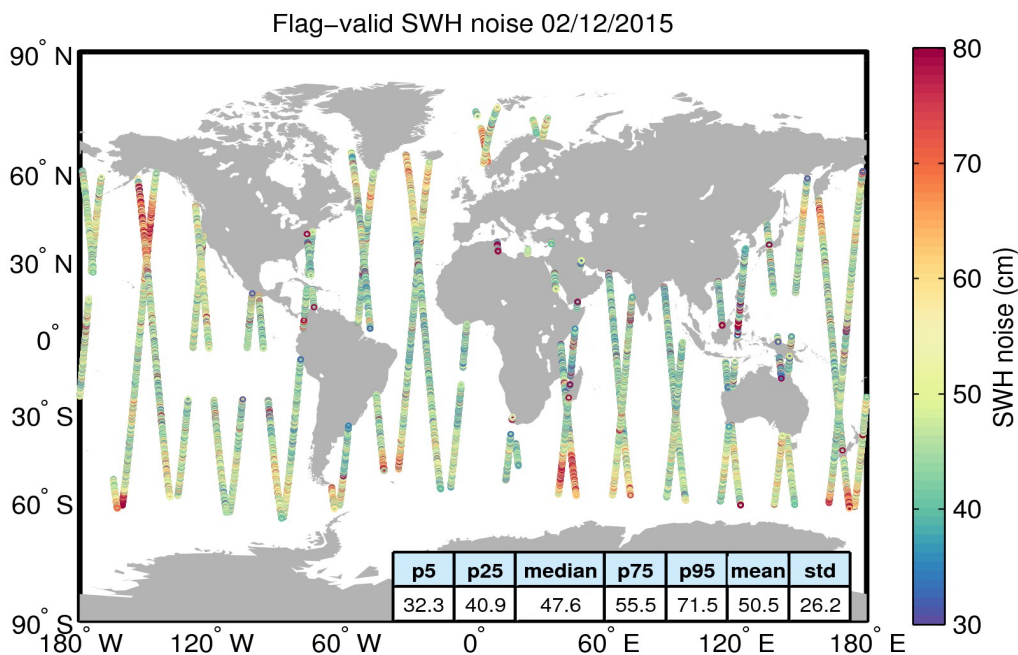 Flag−valid SWH noise 02/12/2015
90° N
60° N
30° N
0°
30° S
60° S
90° S
180° W
120° W
60° W
0°
60° E
120° E
180° E
p5 p25 median p75 p95 mean std
32.3 40.9 47.6 55.5 71.5 50.5 26.2
80
70
60
50
40
30
SWH noise (cm)